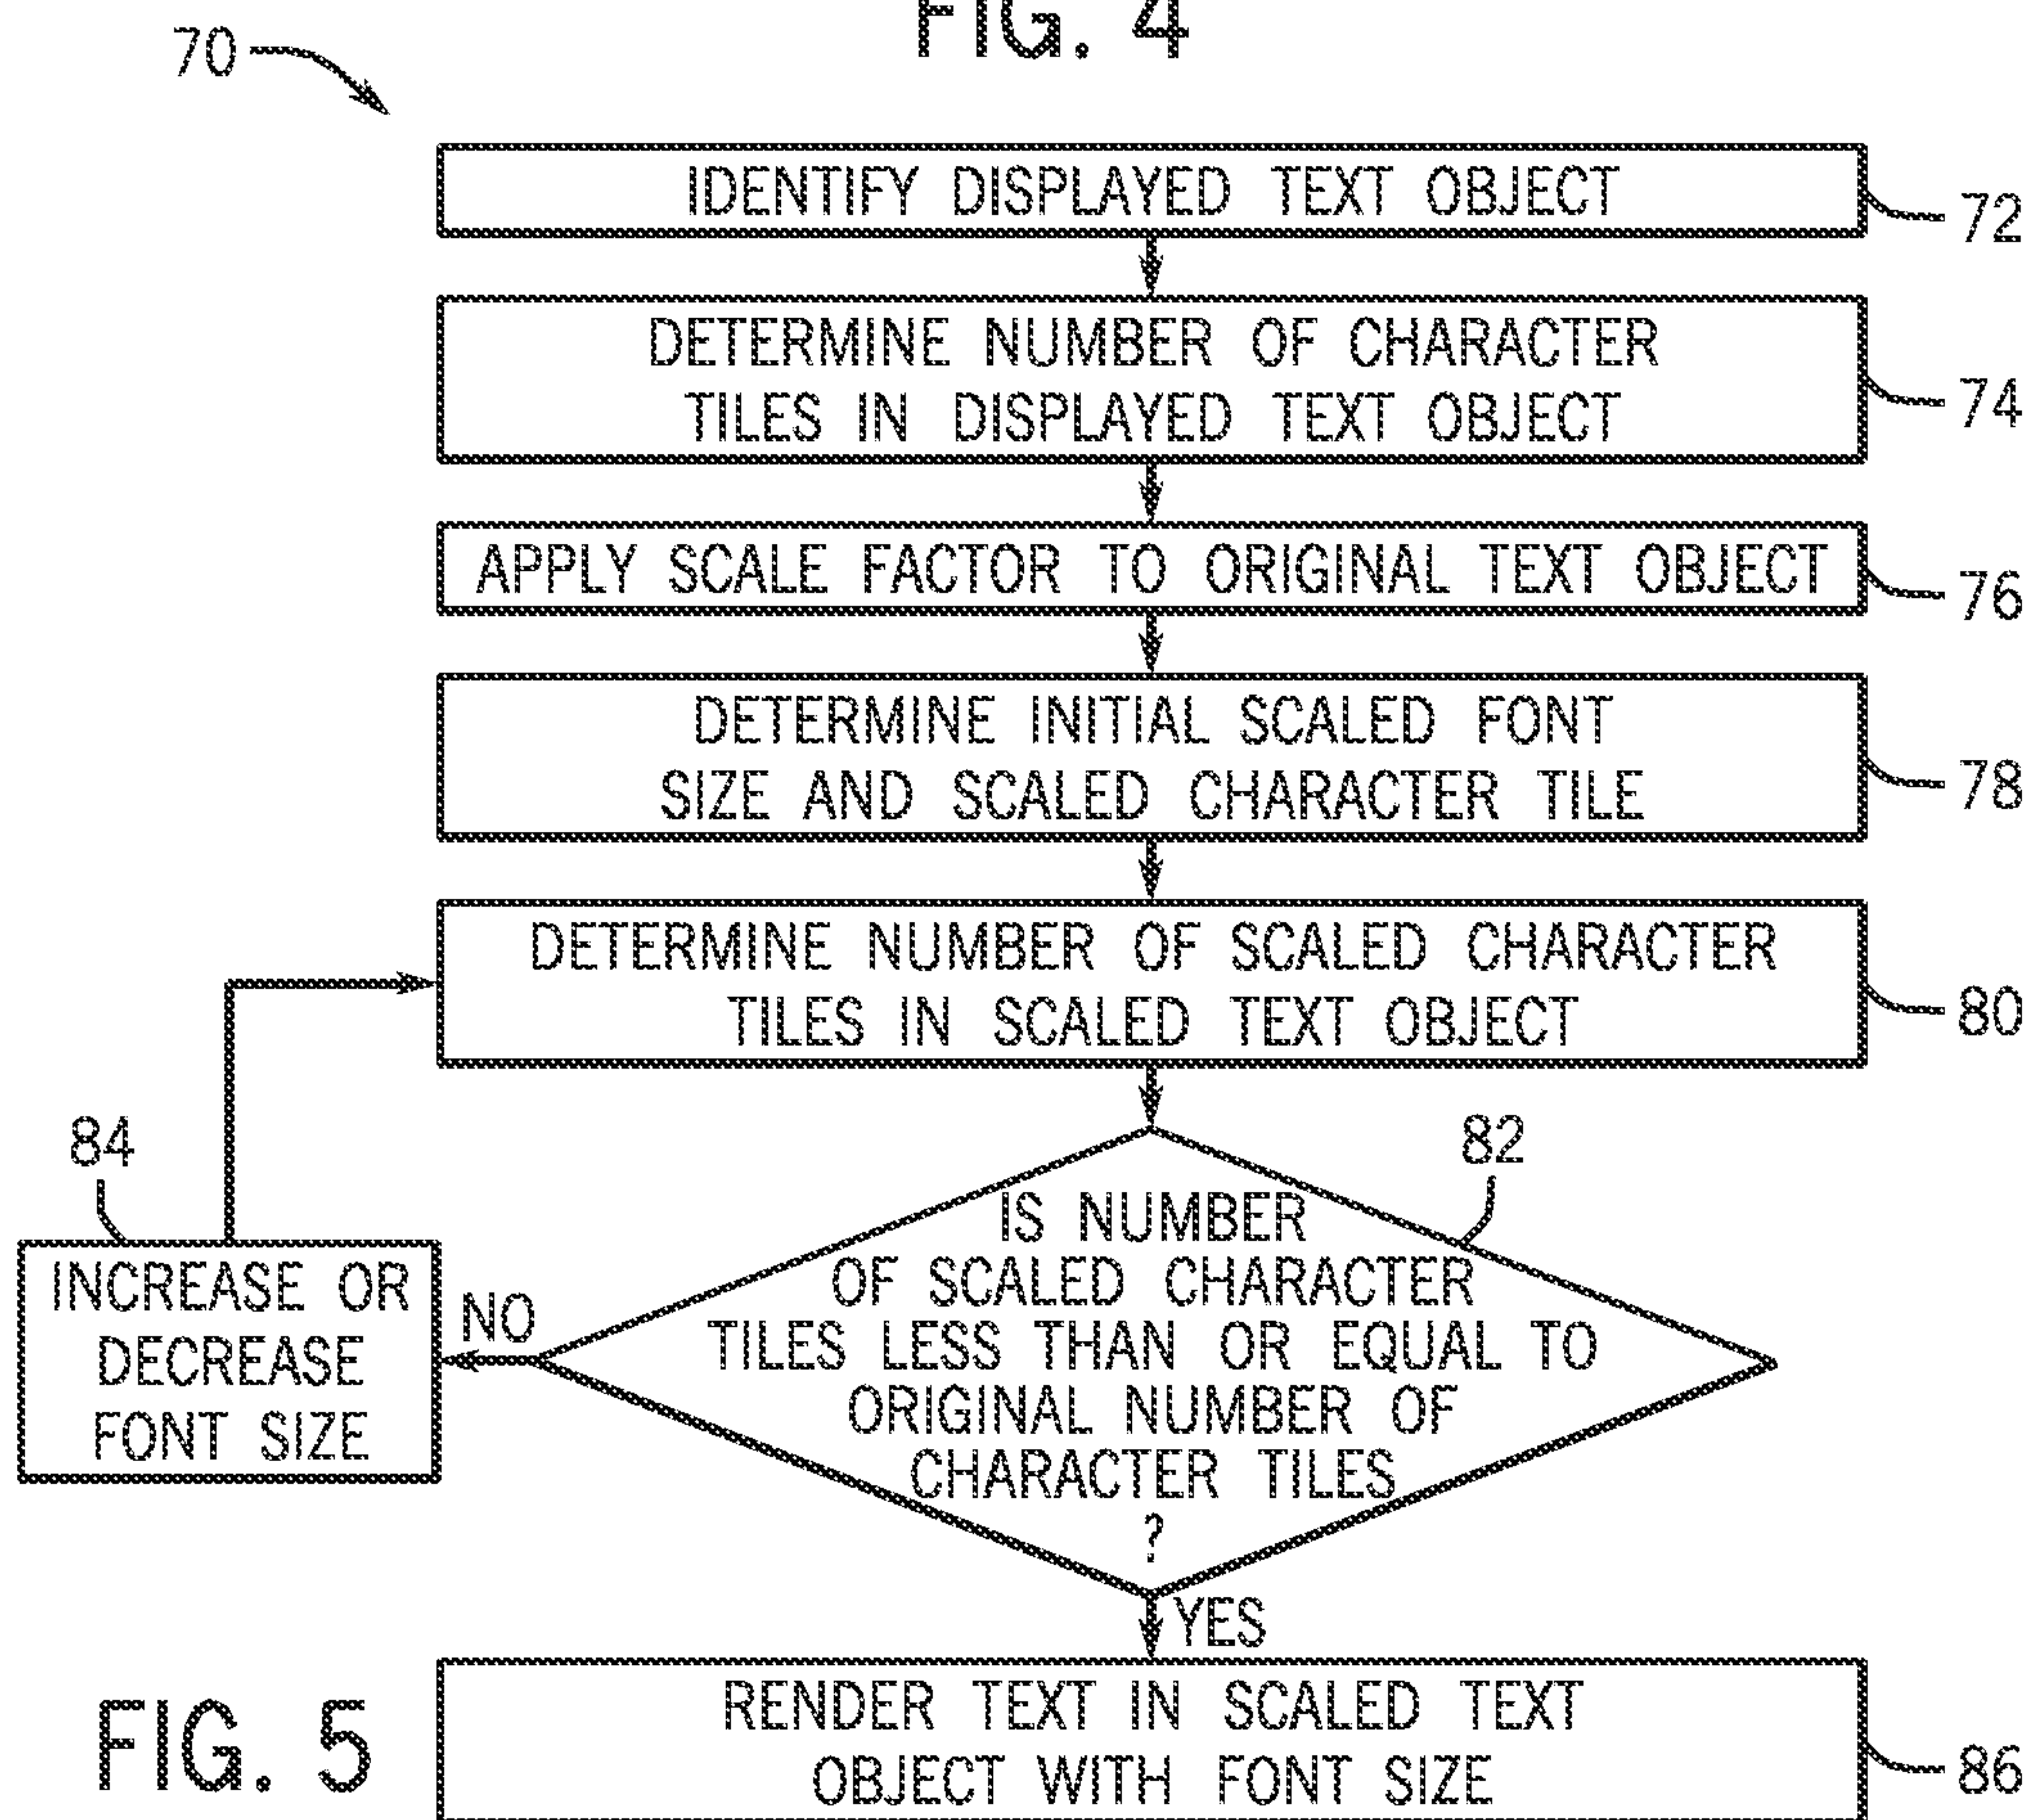 FIG. 4
70
IDENTIFY DISPLAYED TEXT OBJECT
72
DETERMINE NUMBER OF CHARACTER
TILES IN DISPLAYED TEXT OBJECT
74
APPLY SCALE FACTOR TO ORIGINAL TEXT OBJECT
76
DETERMINE INITIAL SCALED FONT
SIZE AND SCALED CHARACTER TILE
78
DETERMINE NUMBER OF SCALED CHARACTER
TILES IN SCALED TEXT OBJECT
80
82
IS NUMBER
OF SCALED CHARACTER
TILES LESS THAN OR EQUAL TO
ORIGINAL NUMBER OF
CHARACTER TILES
?
NO
84
INCREASE OR
DECREASE
FONT SIZE
YES
RENDER TEXT IN SCALED TEXT
OBJECT WITH FONT SIZE
86
FIG. 5